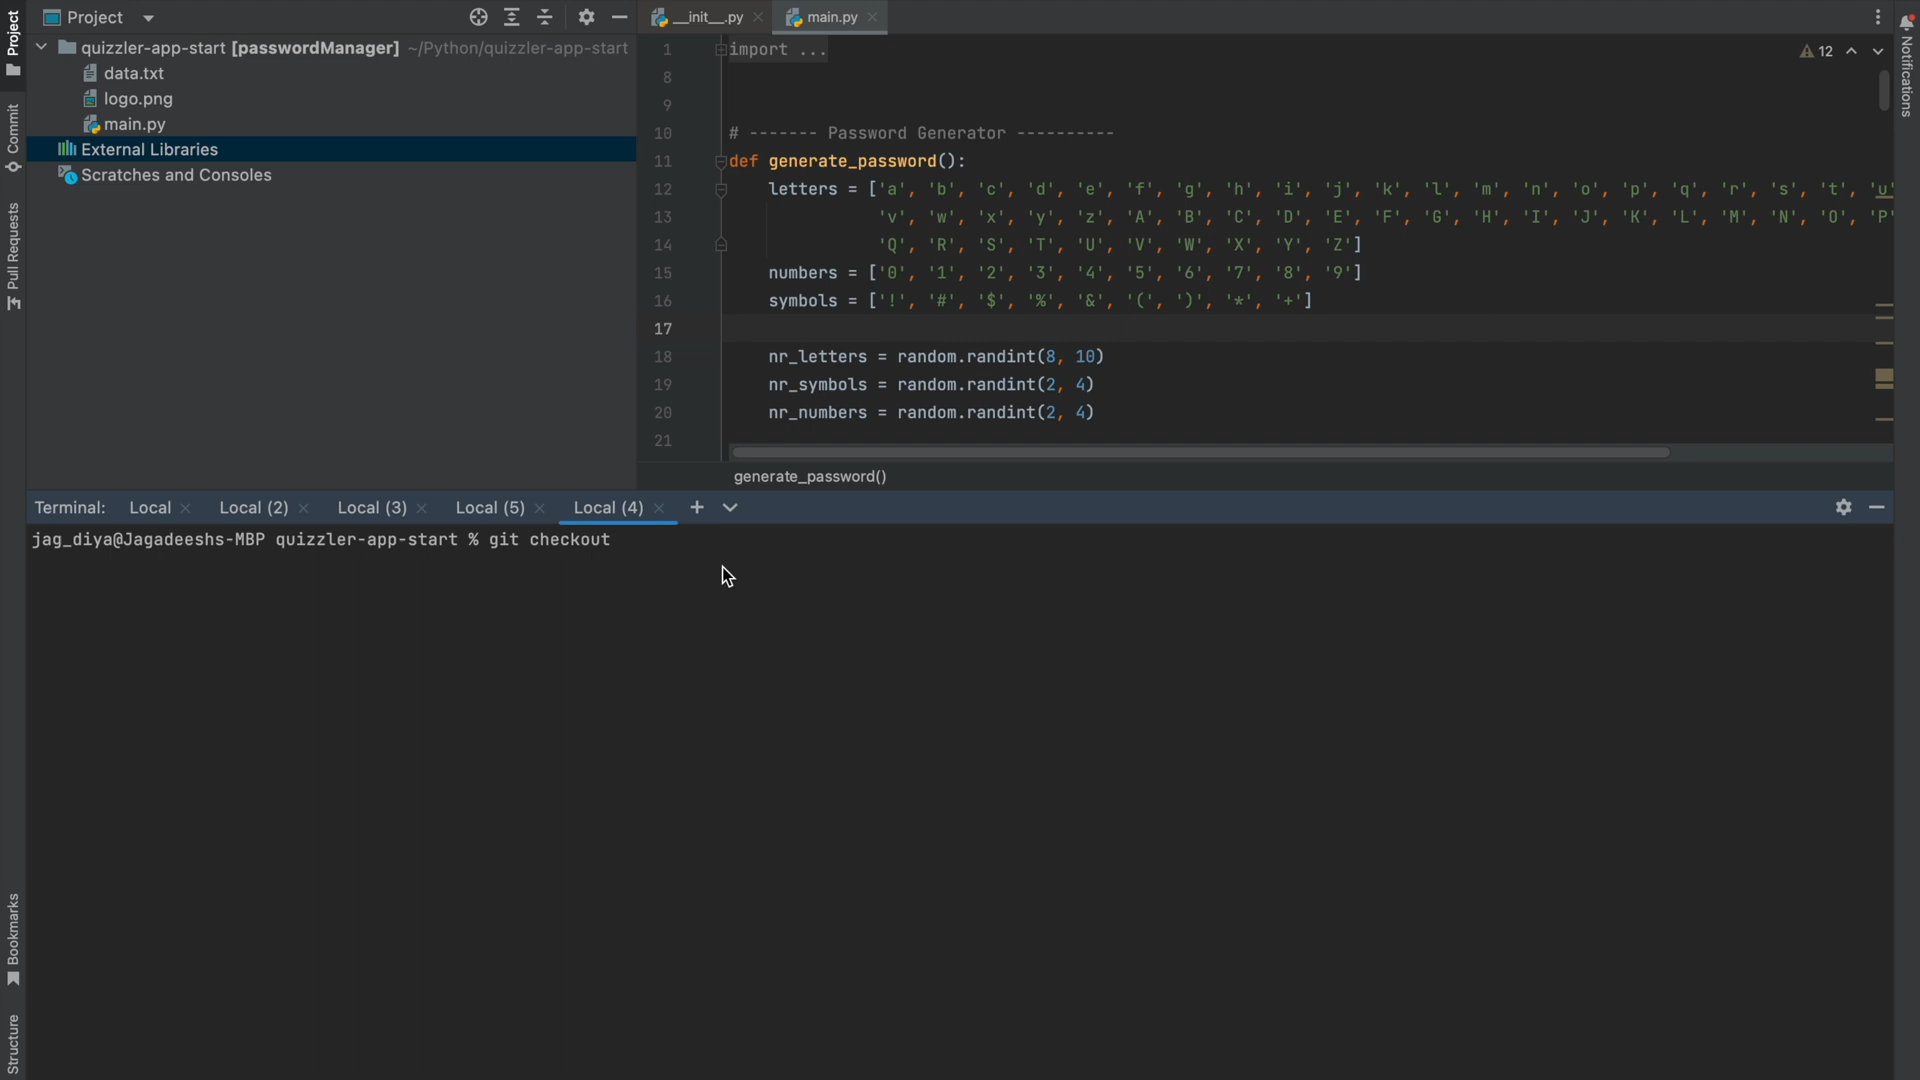 Project
__init__.py
main.py
Project
Commit
Pull Requests
Bookmarks
Structure
Notifications
quizzler-app-start [passwordManager] ~/Python/quizzler-app-start
data.txt
logo.png
main.py
External Libraries
Scratches and Consoles
12
1 import ...
8
9
10 # ------- Password Generator ----------
11 def generate_password():
12 letters = ['a', 'b', 'c', 'd', 'e', 'f', 'g', 'h', 'i', 'j', 'k', 'l', 'm', 'n', 'o', 'p', 'q', 'r', 's', 't', 'u'
13 'v', 'w', 'x', 'y', 'z', 'A', 'B', 'C', 'D', 'E', 'F', 'G', 'H', 'I', 'J', 'K', 'L', 'M', 'N', 'O', 'P'
14 'Q', 'R', 'S', 'T', 'U', 'V', 'W', 'X', 'Y', 'Z']
15 numbers = ['0', '1', '2', '3', '4', '5', '6', '7', '8', '9']
16 symbols = ['!', '#', '$', '%', '&', '(', ')', '*', '+']
17
18 nr_letters = random.randint(8, 10)
19 nr_symbols = random.randint(2, 4)
20 nr_numbers = random.randint(2, 4)
21
generate_password()
Terminal: Local Local (2) Local (3) Local (5) Local (4)
jag_diya@Jagadeeshs-MBP quizzler-app-start % git checkout